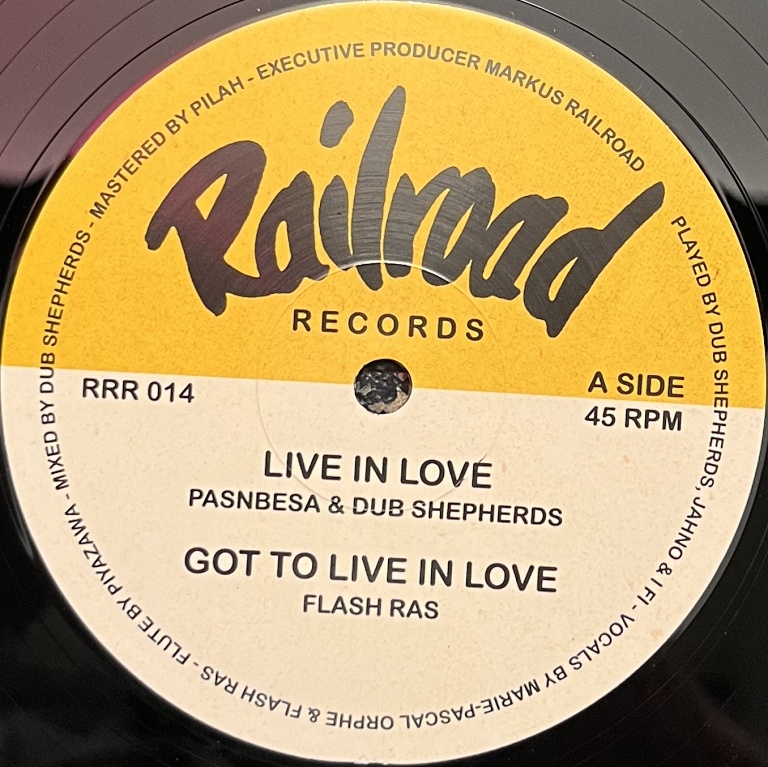 Railroad
RECORDS
RRR 014
A SIDE
45 RPM
LIVE IN LOVE
PASNBESA & DUB SHEPHERDS
GOT TO LIVE IN LOVE
FLASH RAS
PLAYED BY DUB SHEPHERDS, JAHNO & I FI - VOCALS BY MARIE-PASCAL ORPHE & FLASH RAS - FLUTE BY PIYAZAWA - MIXED BY DUB SHEPHERDS - MASTERED BY PILAH - EXECUTIVE PRODUCER MARKUS RAILROAD